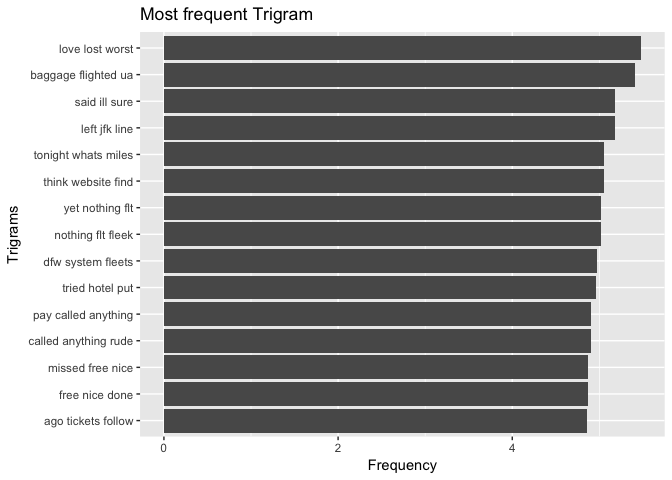 Most frequent Trigram
love lost worst
baggage flighted ua
said ill sure
left jfk line
tonight whats miles
think website find
yet nothing flt
nothing flt fleek
dfw system fleets
tried hotel put
pay called anything
called anything rude
missed free nice
free nice done
ago tickets follow
Trigrams
0 2 4
Frequency